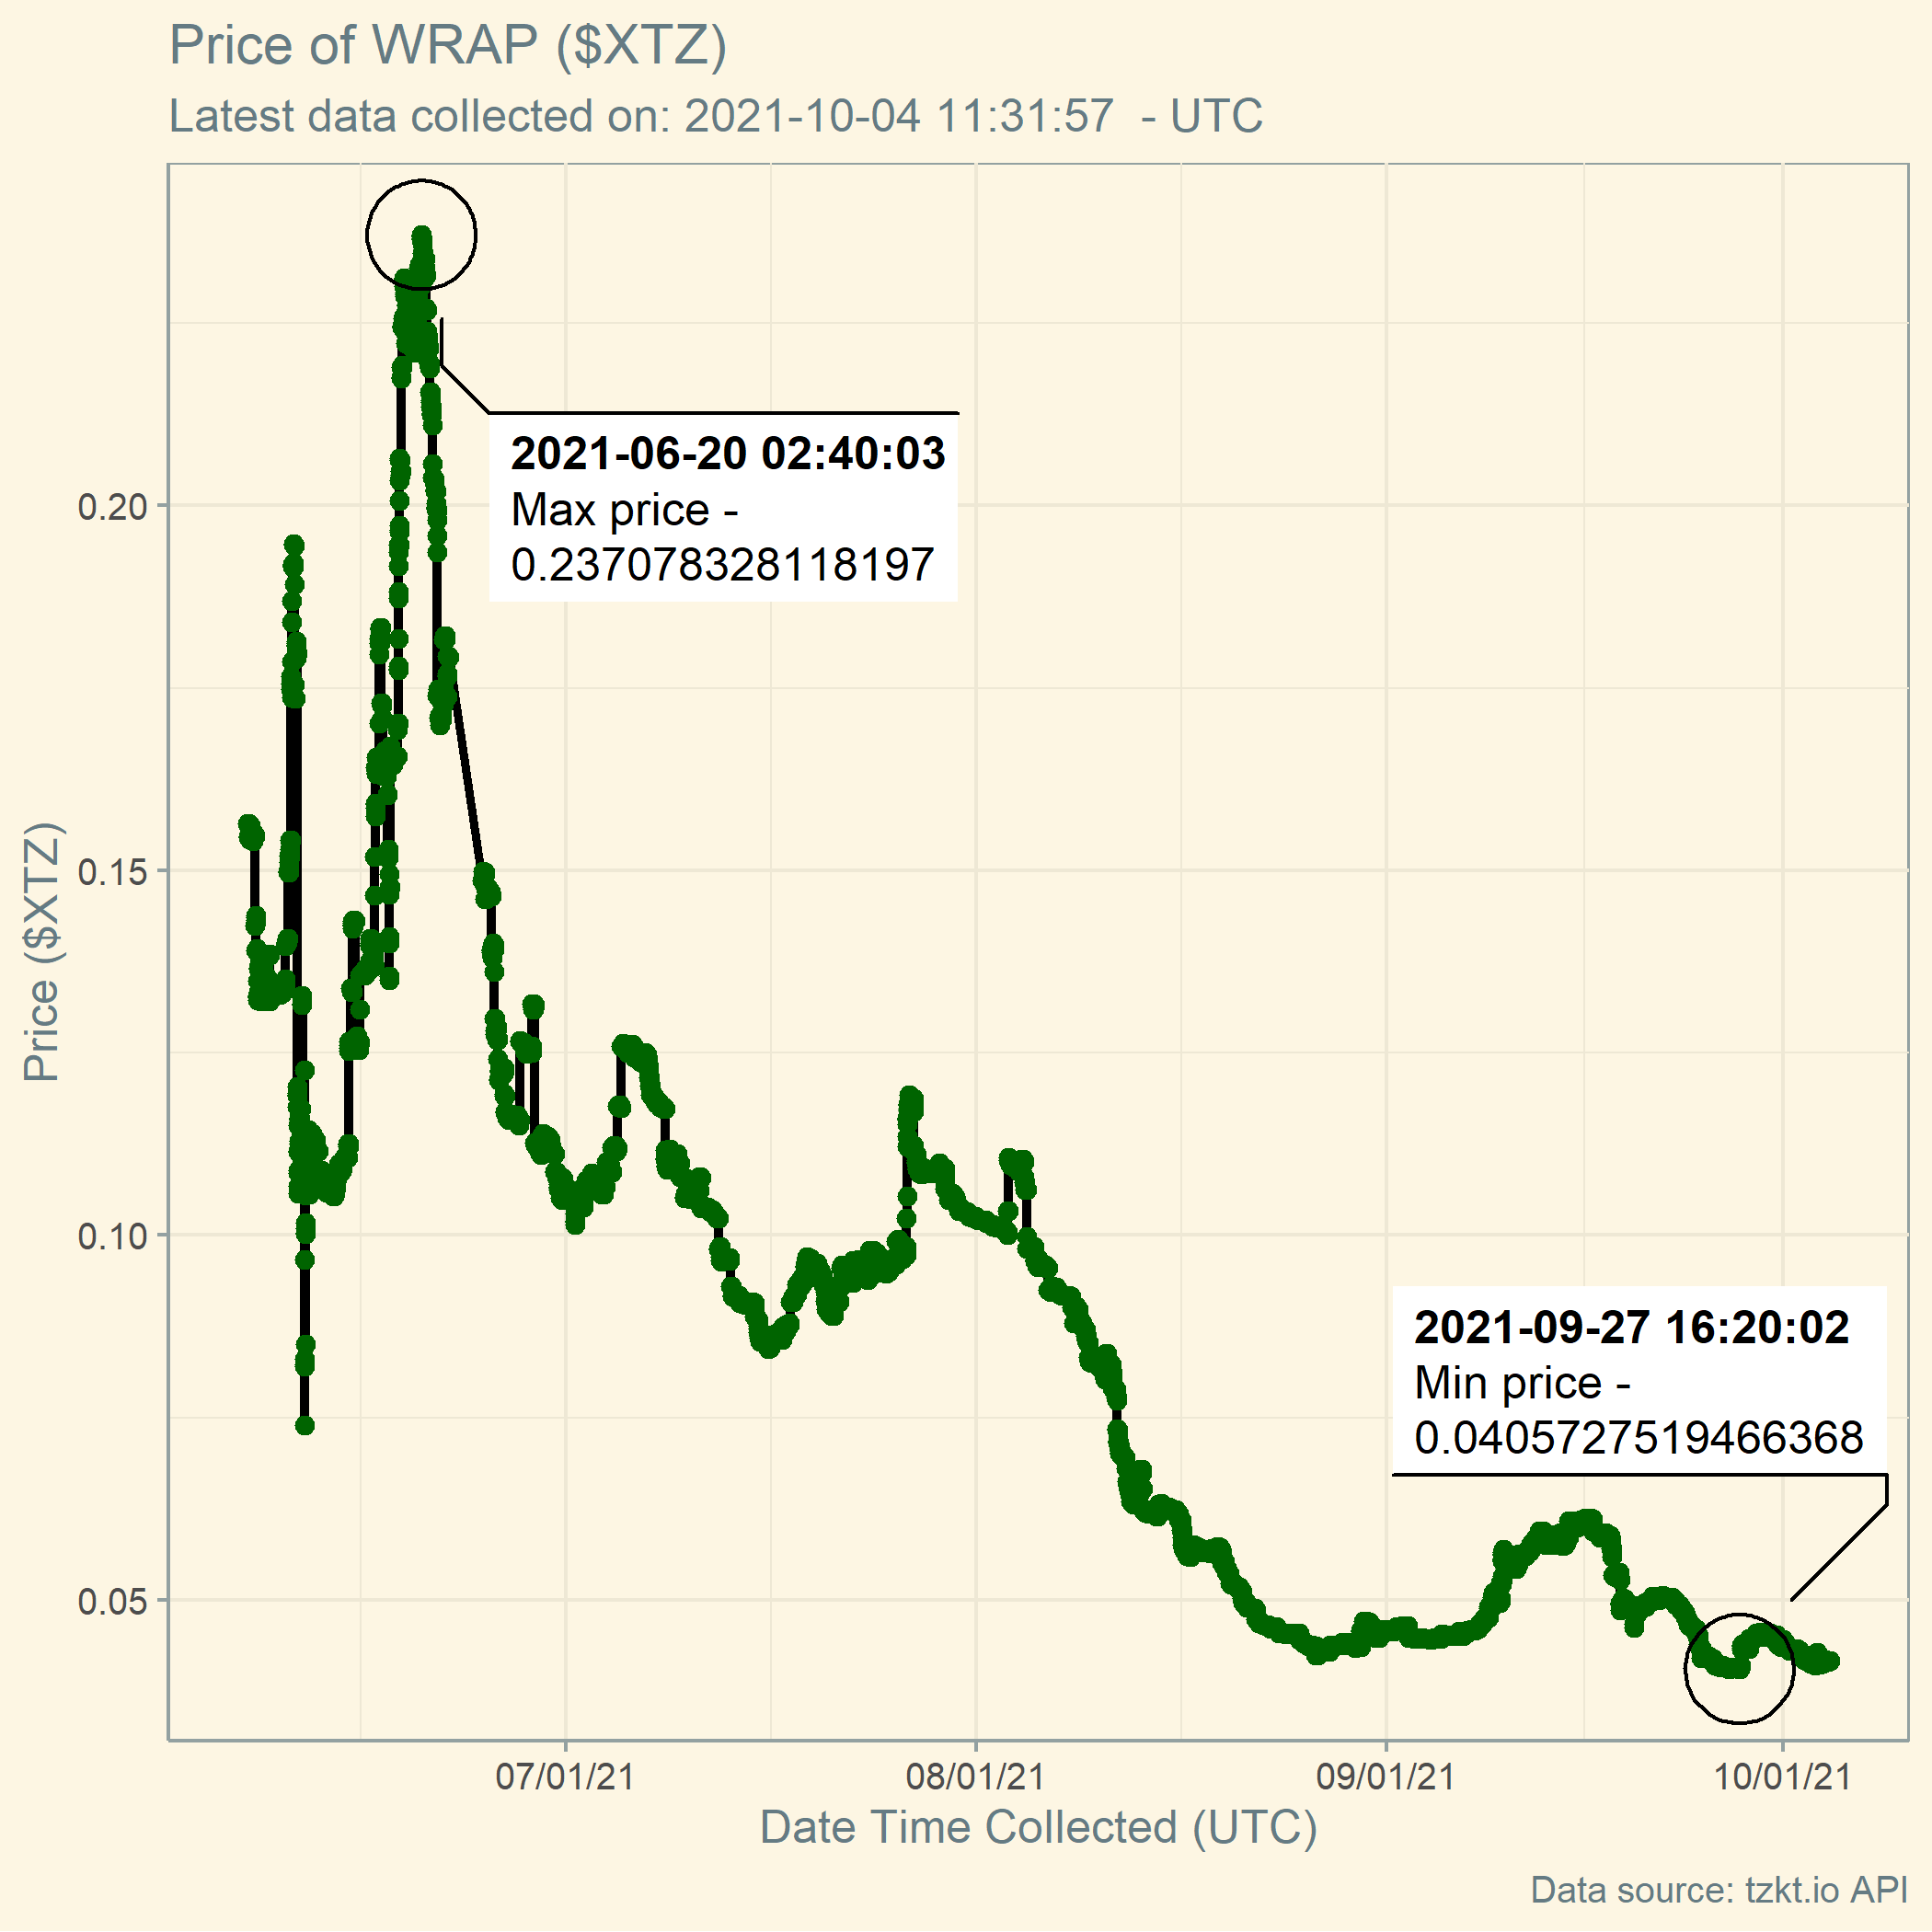 Price of WRAP ($XTZ)
Latest data collected on: 2021-10-04 11:31:57  - UTC
2021-06-20 02:40:03
Max price -
0.237078328118197
2021-09-27 16:20:02
Min price -
0.0405727519466368
Price ($XTZ)
0.20
0.15
0.10
0.05
07/01/21
08/01/21
09/01/21
10/01/21
Date Time Collected (UTC)
Data source: tzkt.io API